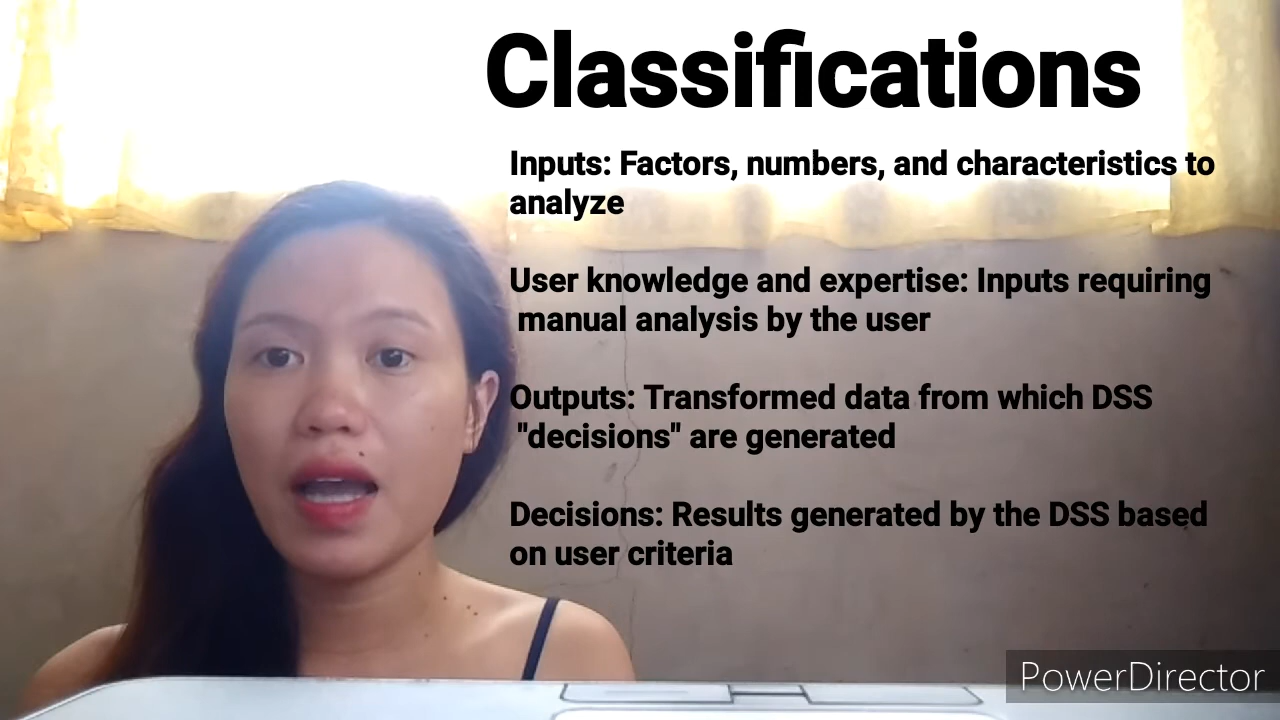 Classifications
Inputs: Factors, numbers, and characteristics to
analyze
User knowledge and expertise: Inputs requiring
manual analysis by the user
Outputs: Transformed data from which DSS
"decisions" are generated
Decisions: Results generated by the DSS based
on user criteria
PowerDirector